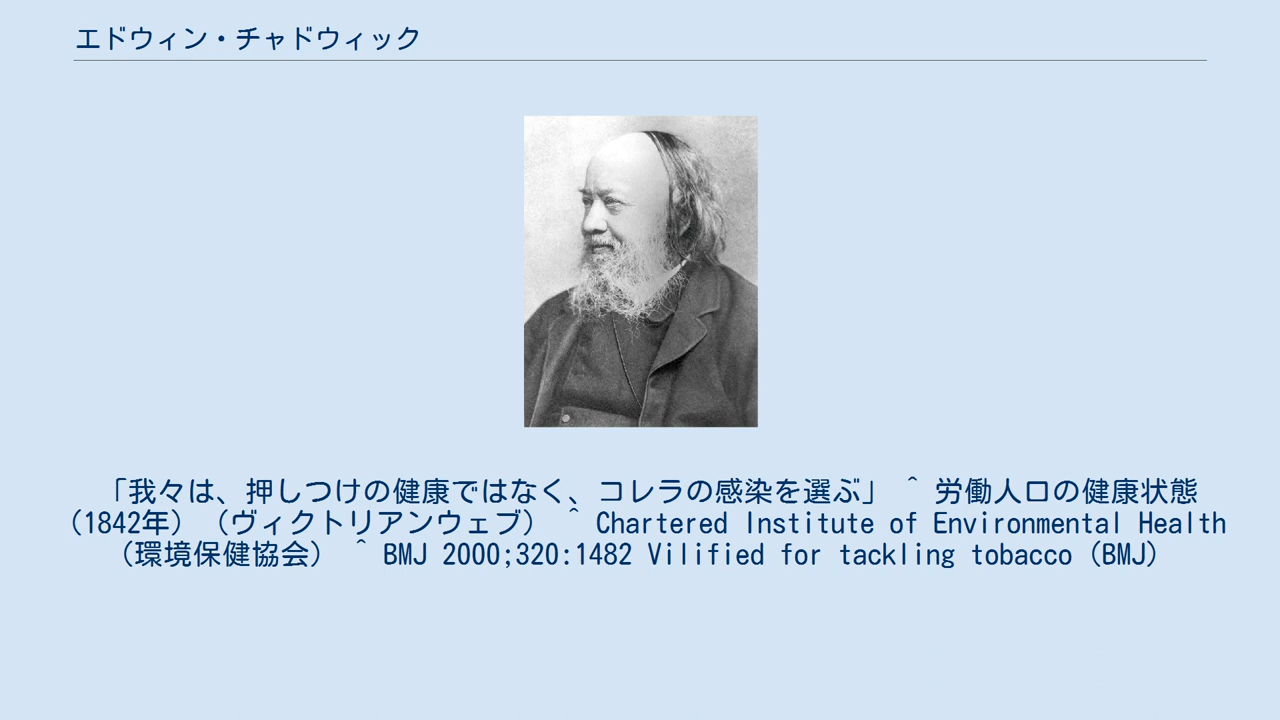 エドウィン・チャドウィック
「我々は、押しつけの健康ではなく、コレラの感染を選ぶ」 ^ 労働人口の健康状態
(1842年) (ヴィクトリアンウェブ) ^ Chartered Institute of Environmental Health
(環境保健協会) ^ BMJ 2000;320:1482 Vilified for tackling tobacco (BMJ)